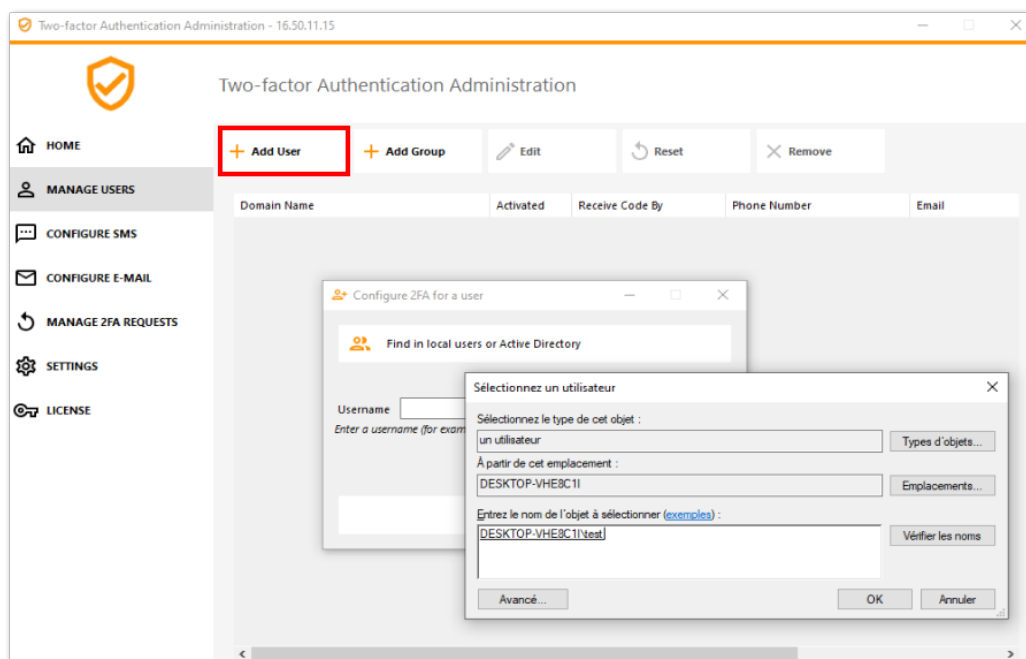 Two-factor Authentication Administration - 16.50.11.15
Two-factor Authentication Administration
HOME
MANAGE USERS
CONFIGURE SMS
CONFIGURE E-MAIL
MANAGE 2FA REQUESTS
SETTINGS
LICENSE
Add User Add Group Edit Reset Remove
Domain Name Activated Receive Code By Phone Number Email
Configure 2FA for a user
Find in local users or Active Directory
Username
Enter a username (for exam
Sélectionnez un utilisateur
Sélectionnez le type de cet objet :
un utilisateur Types d'objets...
À partir de cet emplacement :
DESKTOP-VHE8C1I Emplacements...
Entrez le nom de l'objet à sélectionner (exemples) :
DESKTOP-VHE8C1I\test Vérifier les noms
Avancé... OK Annuler